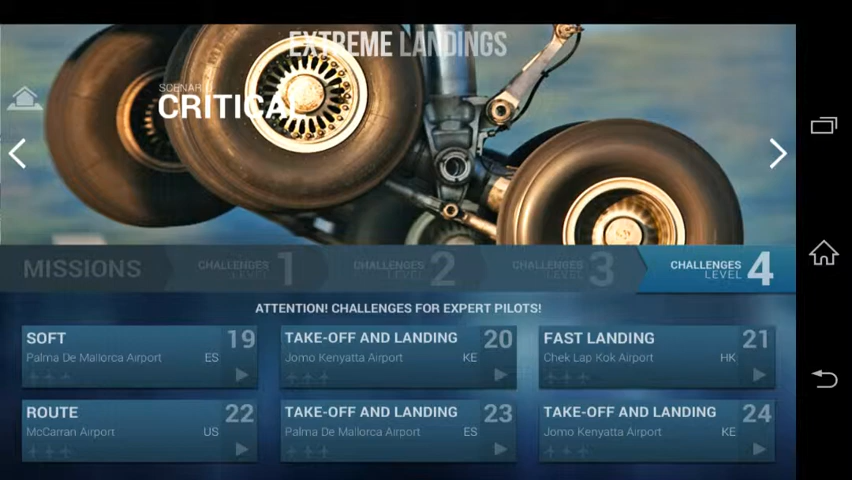 EXTREME LANDINGS
SCENARIO
CRITICAL
MISSIONS
CHALLENGES LEVEL 1
CHALLENGES LEVEL 2
CHALLENGES LEVEL 3
CHALLENGES LEVEL 4
ATTENTION! CHALLENGES FOR EXPERT PILOTS!
SOFT 19
Palma De Mallorca Airport ES
TAKE-OFF AND LANDING 20
Jomo Kenyatta Airport KE
FAST LANDING 21
Chek Lap Kok Airport HK
ROUTE 22
McCarran Airport US
TAKE-OFF AND LANDING 23
Palma De Mallorca Airport ES
TAKE-OFF AND LANDING 24
Jomo Kenyatta Airport KE